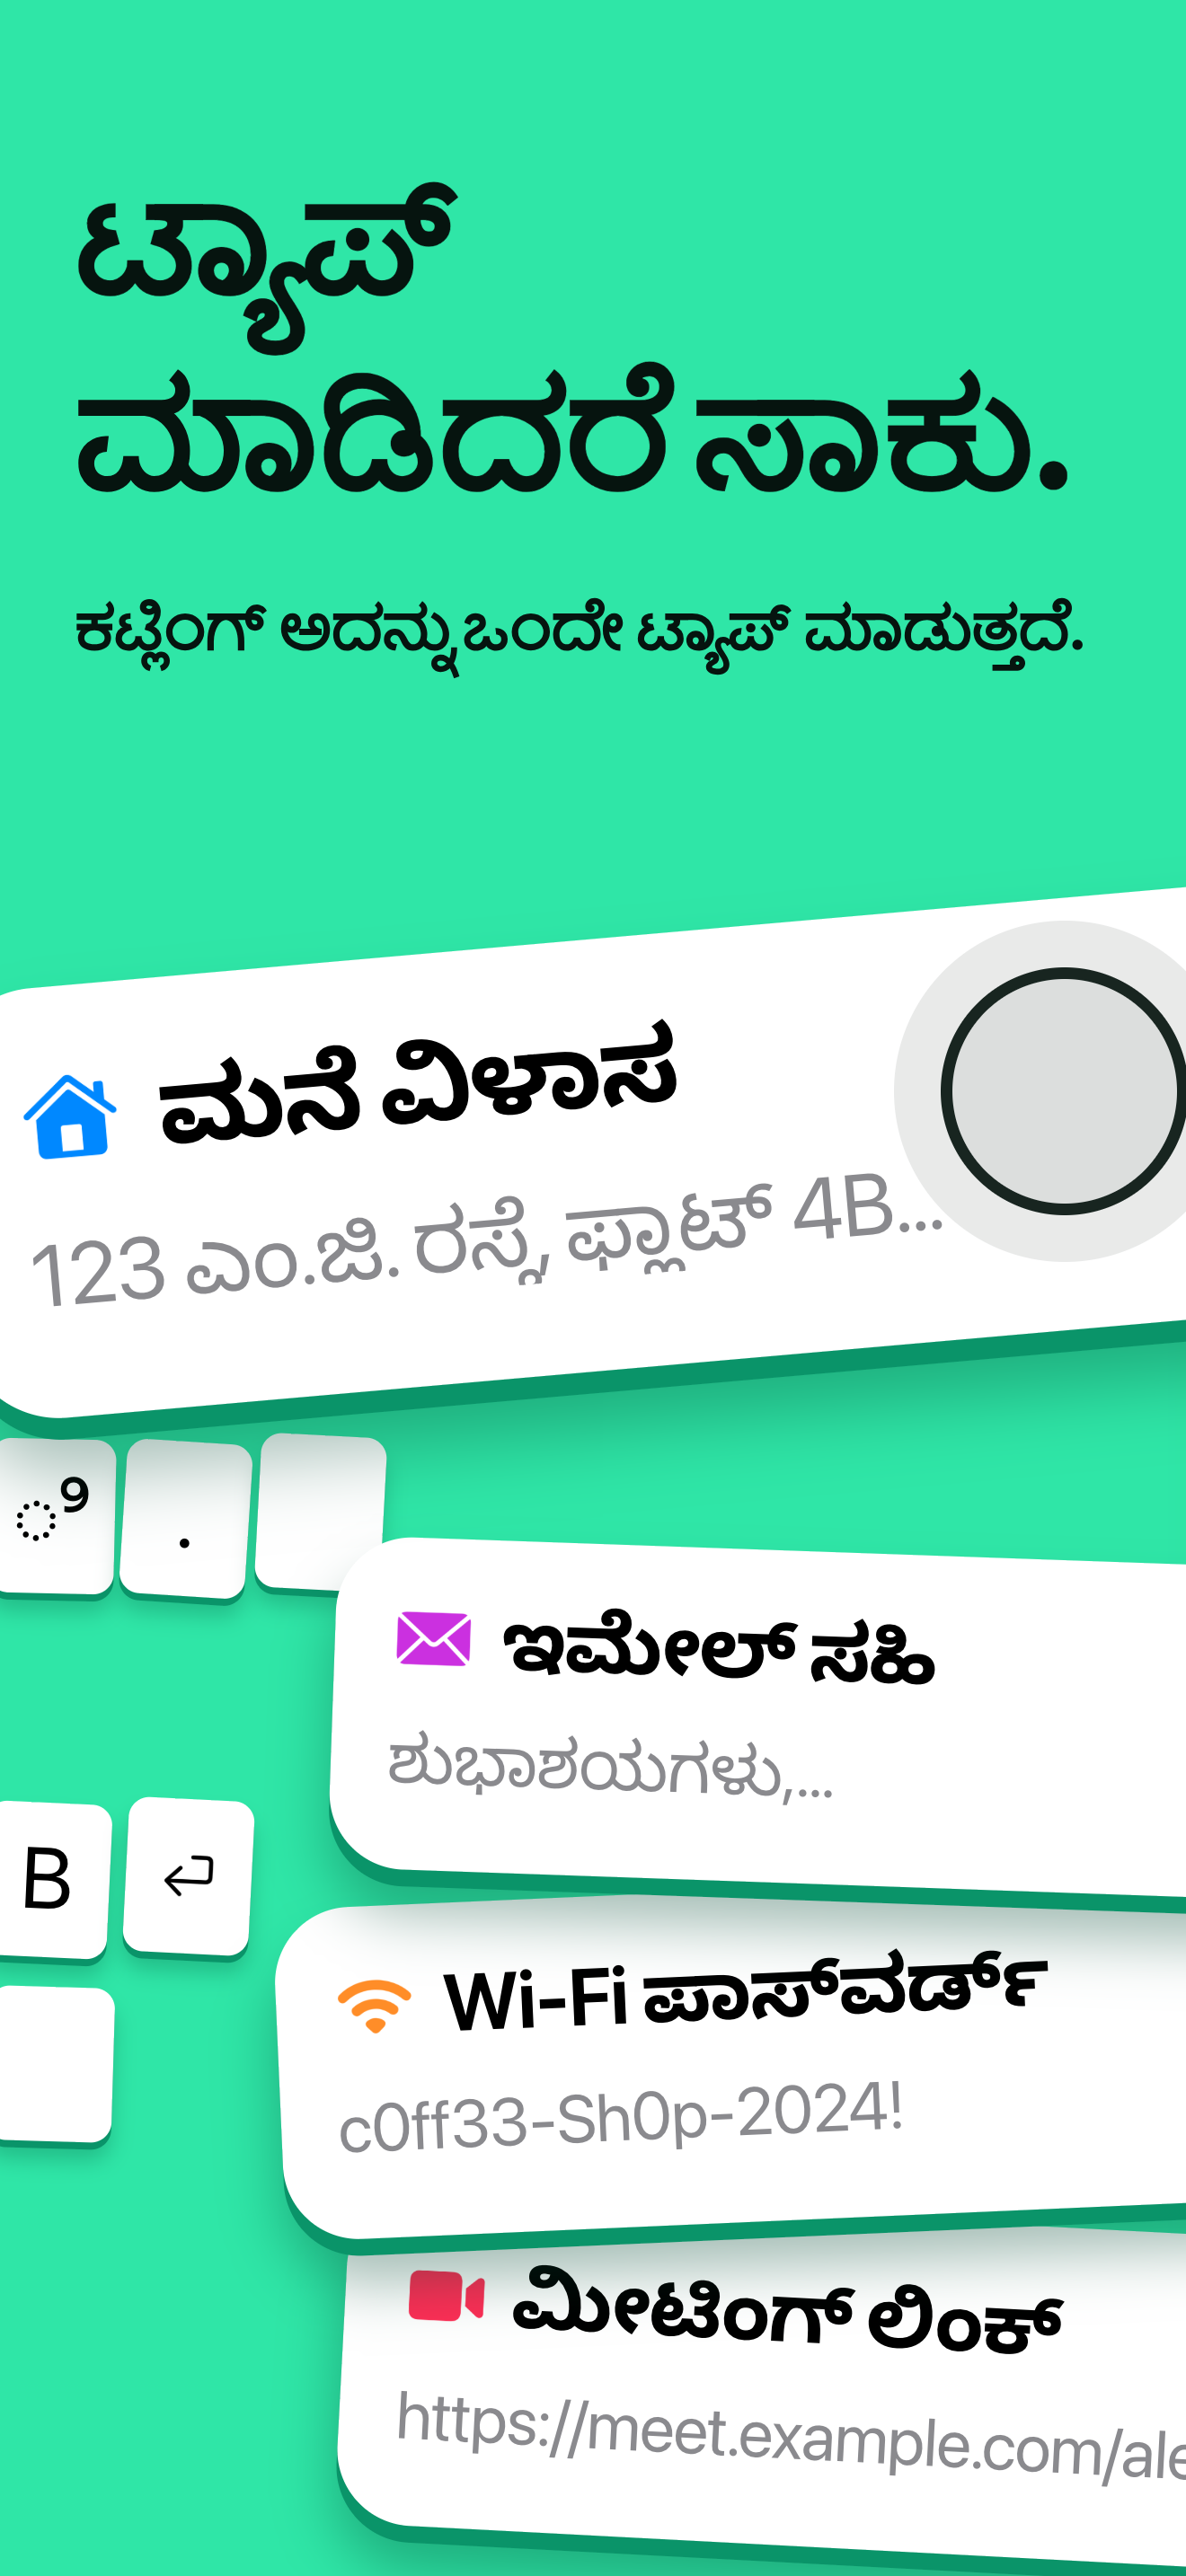 ಟ್ಯಾಪ್
ಮಾಡಿದರೆ ಸಾಕು.
ಕಟ್ಲಿಂಗ್ ಅದನ್ನು ಒಂದೇ ಟ್ಯಾಪ್ ಮಾಡುತ್ತದೆ.
ಮನೆ ವಿಳಾಸ
123 ಎಂ.ಜಿ. ರಸ್ತೆ, ಫ್ಲಾಟ್ 4B...
.
ಇಮೇಲ್ ಸಹಿ
ಶುಭಾಶಯಗಳು,...
B
Wi-Fi ಪಾಸ್‌ವರ್ಡ್
c0ff33-Sh0p-2024!
ಮೀಟಿಂಗ್ ಲಿಂಕ್
https://meet.example.com/ale